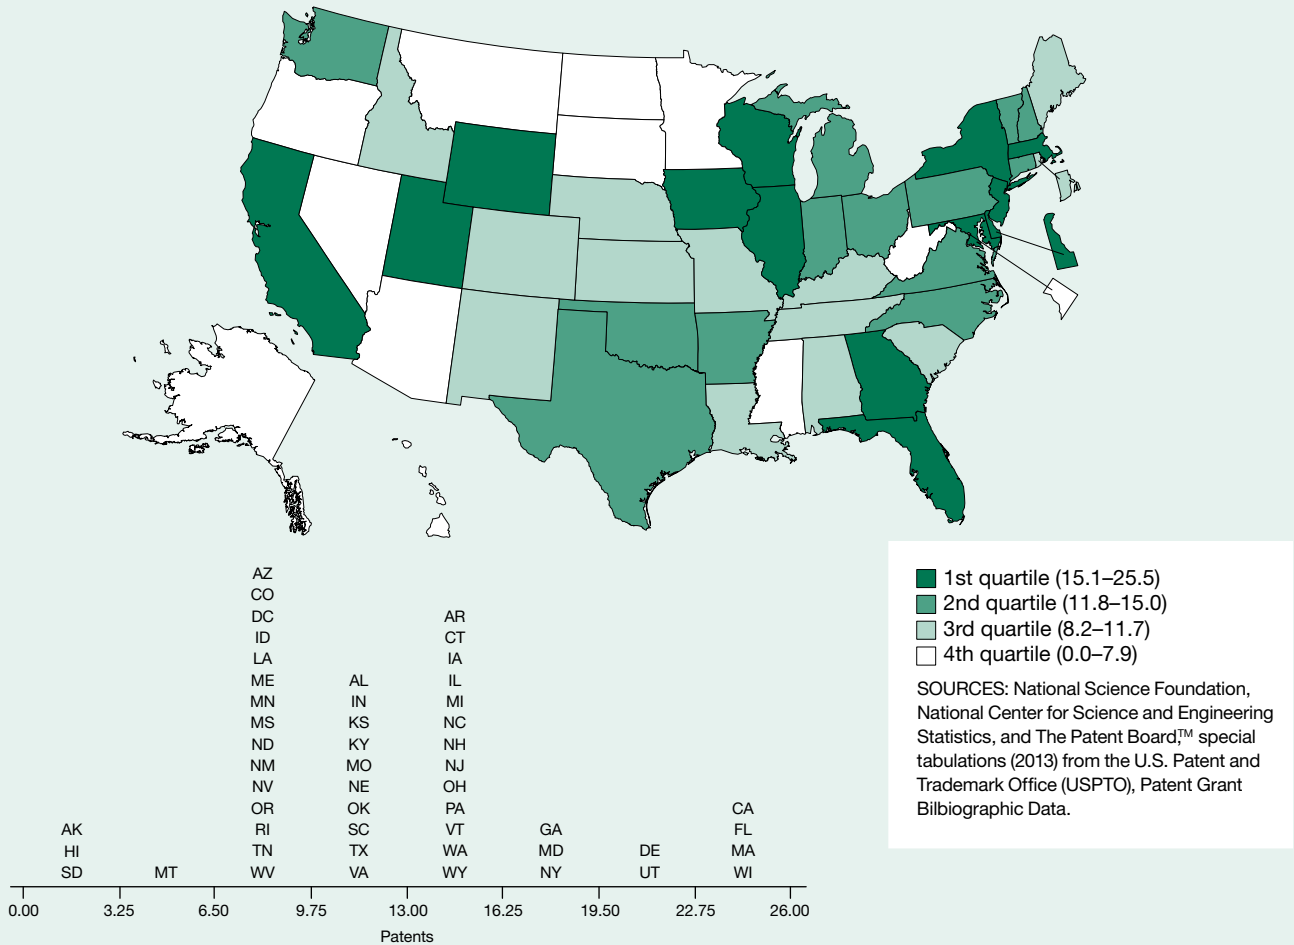 1st quartile (15.1–25.5)
2nd quartile (11.8–15.0)
3rd quartile (8.2–11.7)
4th quartile (0.0–7.9)
SOURCES: National Science Foundation,
National Center for Science and Engineering
Statistics, and The Patent Board,™ special
tabulations (2013) from the U.S. Patent and
Trademark Office (USPTO), Patent Grant
Bilbiographic Data.
AZ
CO
DC AR
ID CT
LA IA
ME AL IL
MN IN MI
MS KS NC
ND KY NH
NM MO NJ
NV NE OH
OR OK PA CA
AK RI SC VT GA FL
HI TN TX WA MD DE MA
SD MT WV VA WY NY UT WI
0.00 3.25 6.50 9.75 13.00 16.25 19.50 22.75 26.00
Patents